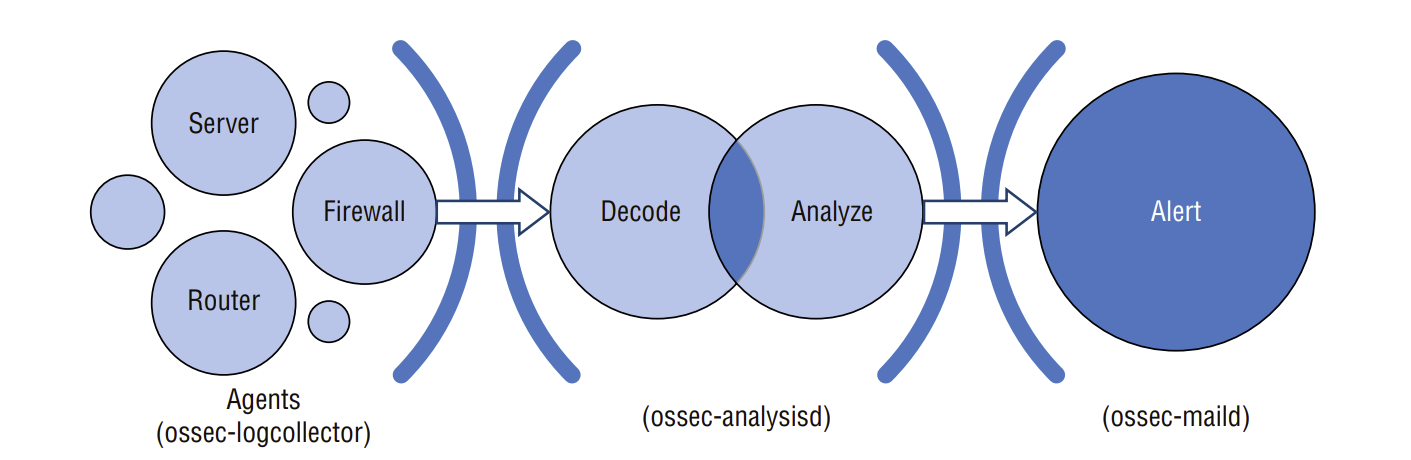 Server
Firewall
Router
Agents
(ossec-logcollector)
Decode
Analyze
(ossec-analysisd)
Alert
(ossec-maild)